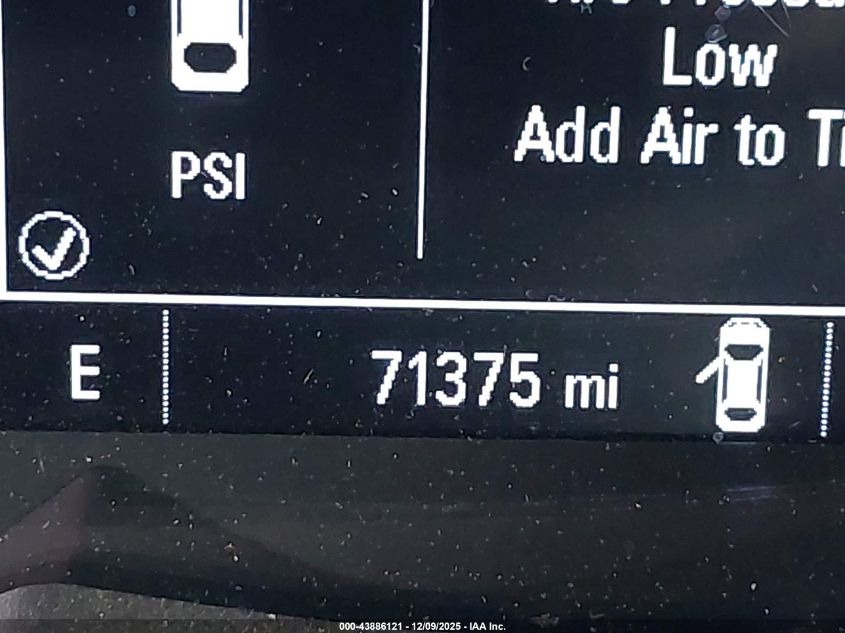 Low
Add Air to
PSI
E
71375 mi
000-43886121 - 12/09/2025 - IAA Inc.